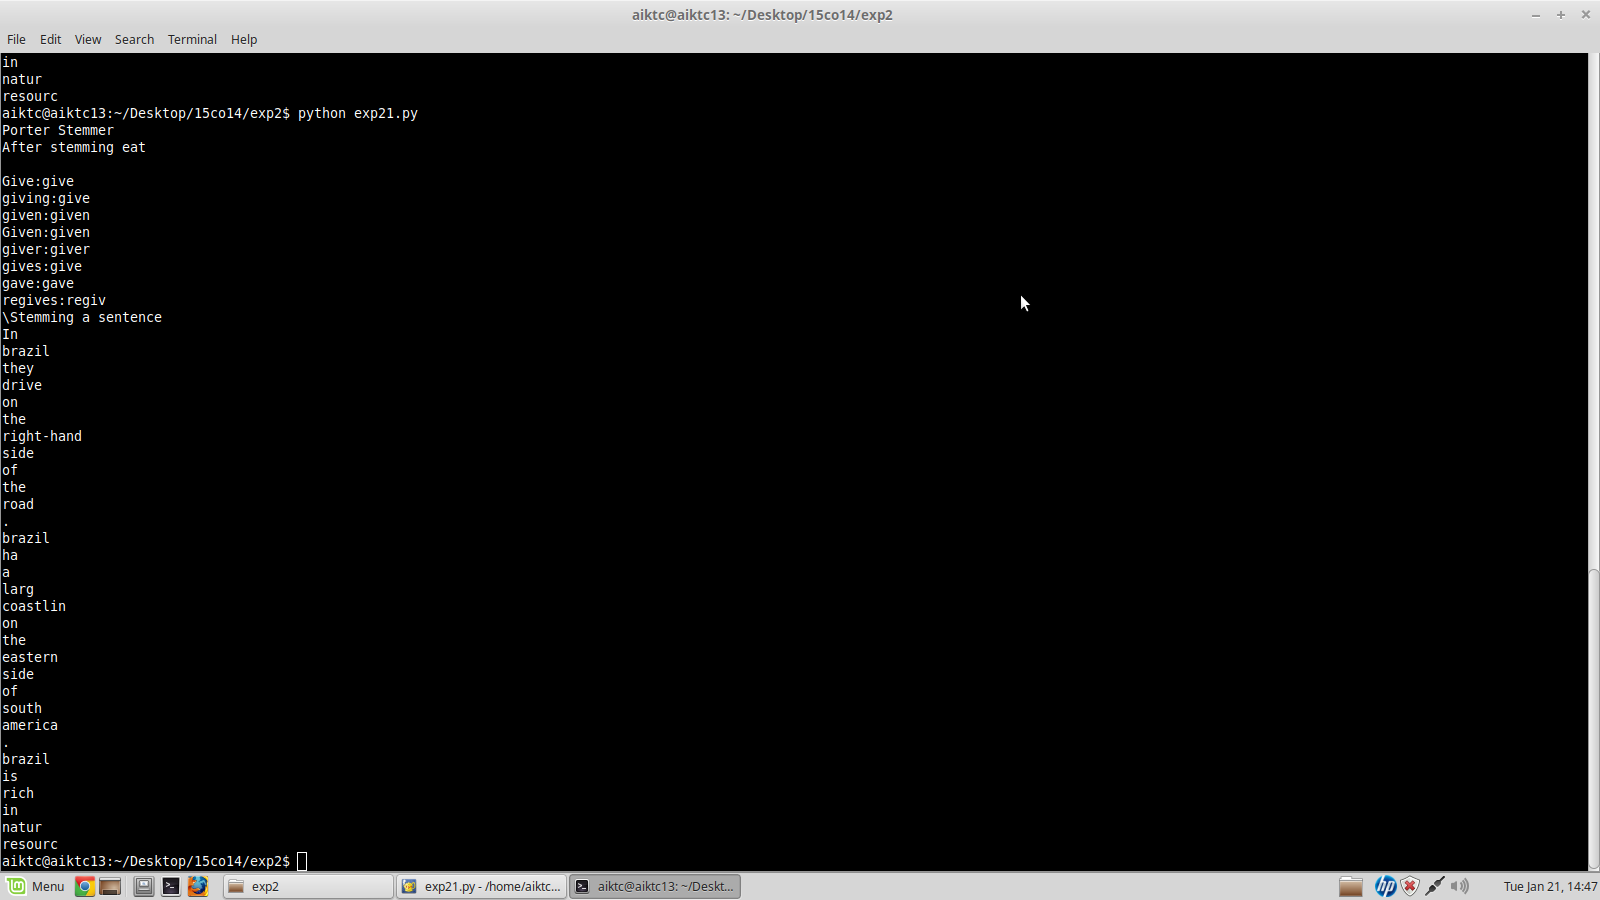 aiktc@aiktc13: ~/Desktop/15co14/exp2
File Edit View Search Terminal Help
in
natur
resourc
aiktc@aiktc13:~/Desktop/15co14/exp2$ python exp21.py
Porter Stemmer
After stemming eat
Give:give
giving:give
given:given
Given:given
giver:giver
gives:give
gave:gave
regives:regiv
\Stemming a sentence
In
brazil
they
drive
on
the
right-hand
side
of
the
road
.
brazil
ha
a
larg
coastlin
on
the
eastern
side
of
south
america
.
brazil
is
rich
in
natur
resourc
aiktc@aiktc13:~/Desktop/15co14/exp2$
Menu exp2 exp21.py - /home/aiktc... aiktc@aiktc13: ~/Deskt... hp Tue Jan 21, 14:47